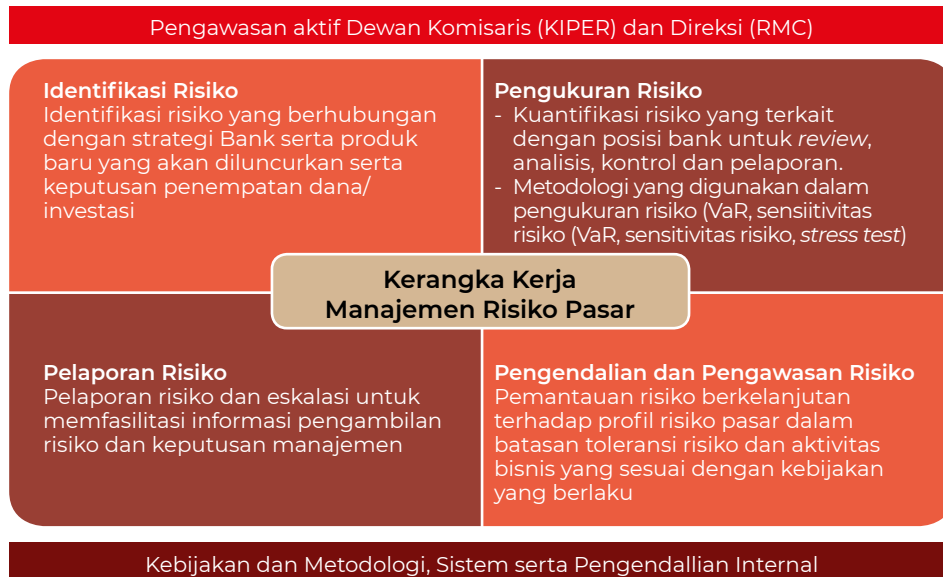 Pengawasan aktif Dewan Komisaris (KIPER) dan Direksi (RMC)
Identifikasi Risiko
Identifikasi risiko yang berhubungan
dengan strategi Bank serta produk
baru yang akan diluncurkan serta
keputusan penempatan dana/
investasi
Pengukuran Risiko
- Kuantifikasi risiko yang terkait
dengan posisi bank untuk review,
analisis, kontrol dan pelaporan.
- Metodologi yang digunakan dalam
pengukuran risiko (VaR, sensiitivitas
risiko (VaR, sensitivitas risiko, stress test)
Kerangka Kerja
Manajemen Risiko Pasar
Pelaporan Risiko
Pelaporan risiko dan eskalasi untuk
memfasilitasi informasi pengambilan
risiko dan keputusan manajemen
Pengendalian dan Pengawasan Risiko
Pemantauan risiko berkelanjutan
terhadap profil risiko pasar dalam
batasan toleransi risiko dan aktivitas
bisnis yang sesuai dengan kebijakan
yang berlaku
Kebijakan dan Metodologi, Sistem serta Pengendallian Internal